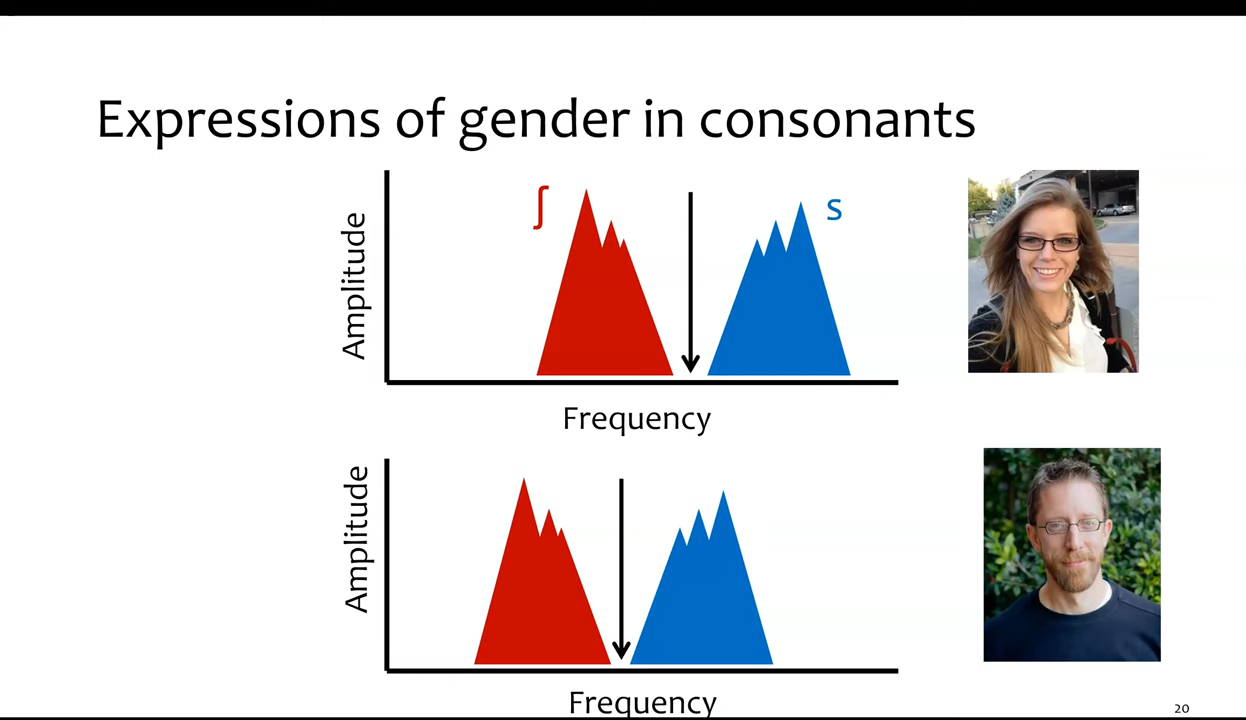 Expressions of gender in consonants
ʃ
s
Amplitude
Frequency
Amplitude
Frequency
20